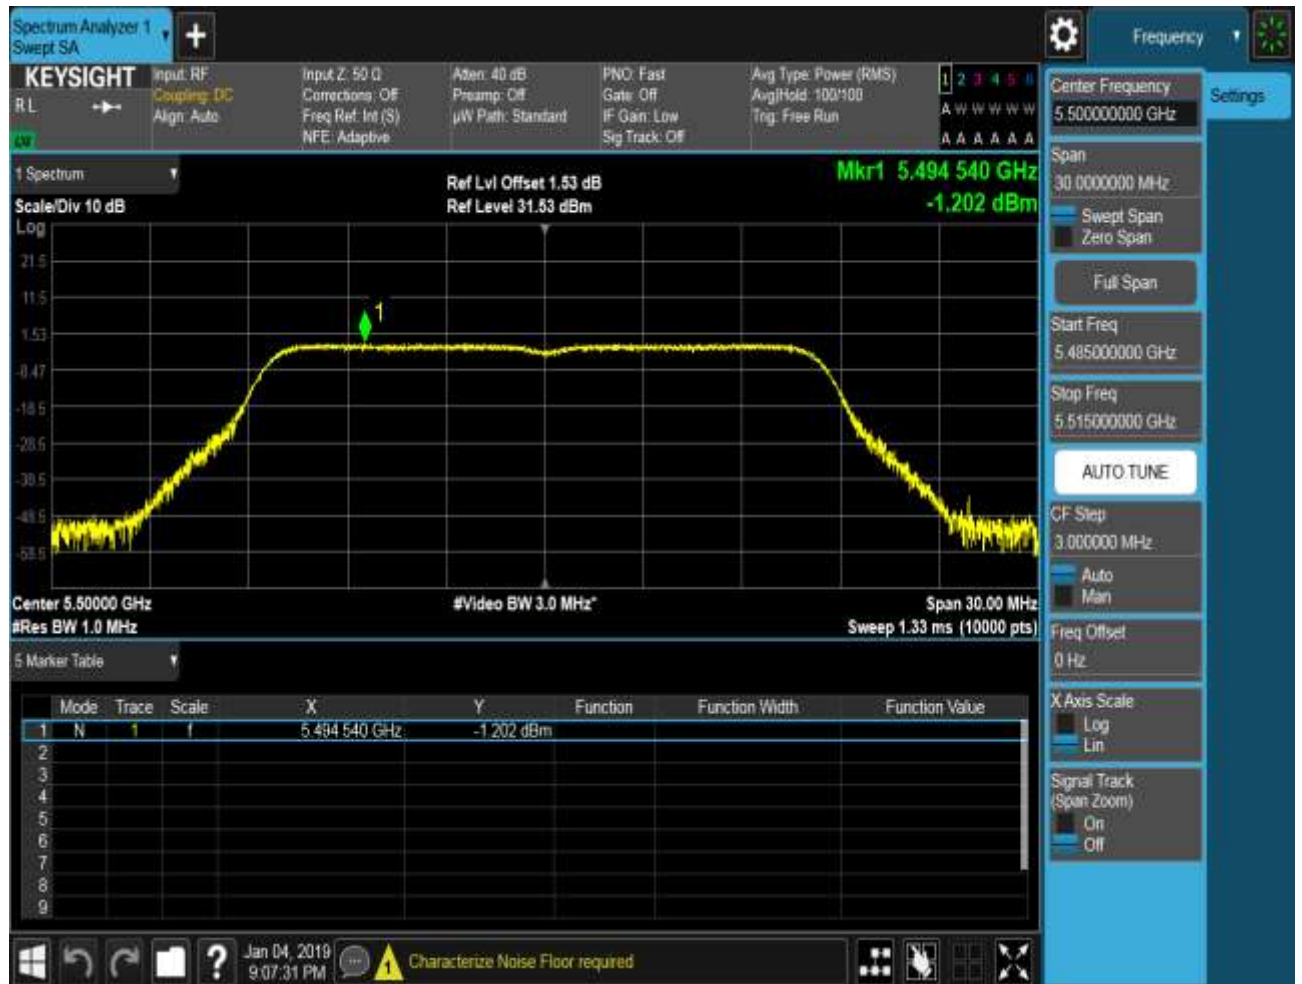 Spectrum Analyzer 1
Swept SA
Frequency
KEYSIGHT
R L
Input: RF
Coupling: DC
Align: Auto
Input Z: 50 Ω
Corrections: Off
Freq Ref: Int (S)
NFE: Adaptive
Atten: 40 dB
Preamp: Off
µW Path: Standard
PNO: Fast
Gate: Off
IF Gain: Low
Sig Track: Off
Avg Type: Power (RMS)
Avg|Hold: 100/100
Trig: Free Run
1 2 3 4 5 6
A W W W W W
A A A A A A
1 Spectrum
Scale/Div 10 dB
Log
Ref Lvl Offset 1.53 dB
Ref Level 31.53 dBm
Mkr1 5.494 540 GHz
-1.202 dBm
21.5
11.5
1.53
-8.47
-18.5
-28.5
-38.5
-48.5
-58.5
1
Center 5.50000 GHz
#Res BW 1.0 MHz
#Video BW 3.0 MHz*
Span 30.00 MHz
Sweep 1.33 ms (10000 pts)
5 Marker Table
Mode Trace Scale X Y Function Function Width Function Value
1 N 1 f 5.494 540 GHz -1.202 dBm
2
3
4
5
6
7
8
9
Jan 04, 2019
9:07:31 PM
Characterize Noise Floor required
Center Frequency
5.500000000 GHz
Settings
Span
30.0000000 MHz
Swept Span
Zero Span
Full Span
Start Freq
5.485000000 GHz
Stop Freq
5.515000000 GHz
AUTO TUNE
CF Step
3.000000 MHz
Auto
Man
Freq Offset
0 Hz
X Axis Scale
Log
Lin
Signal Track
(Span Zoom)
On
Off